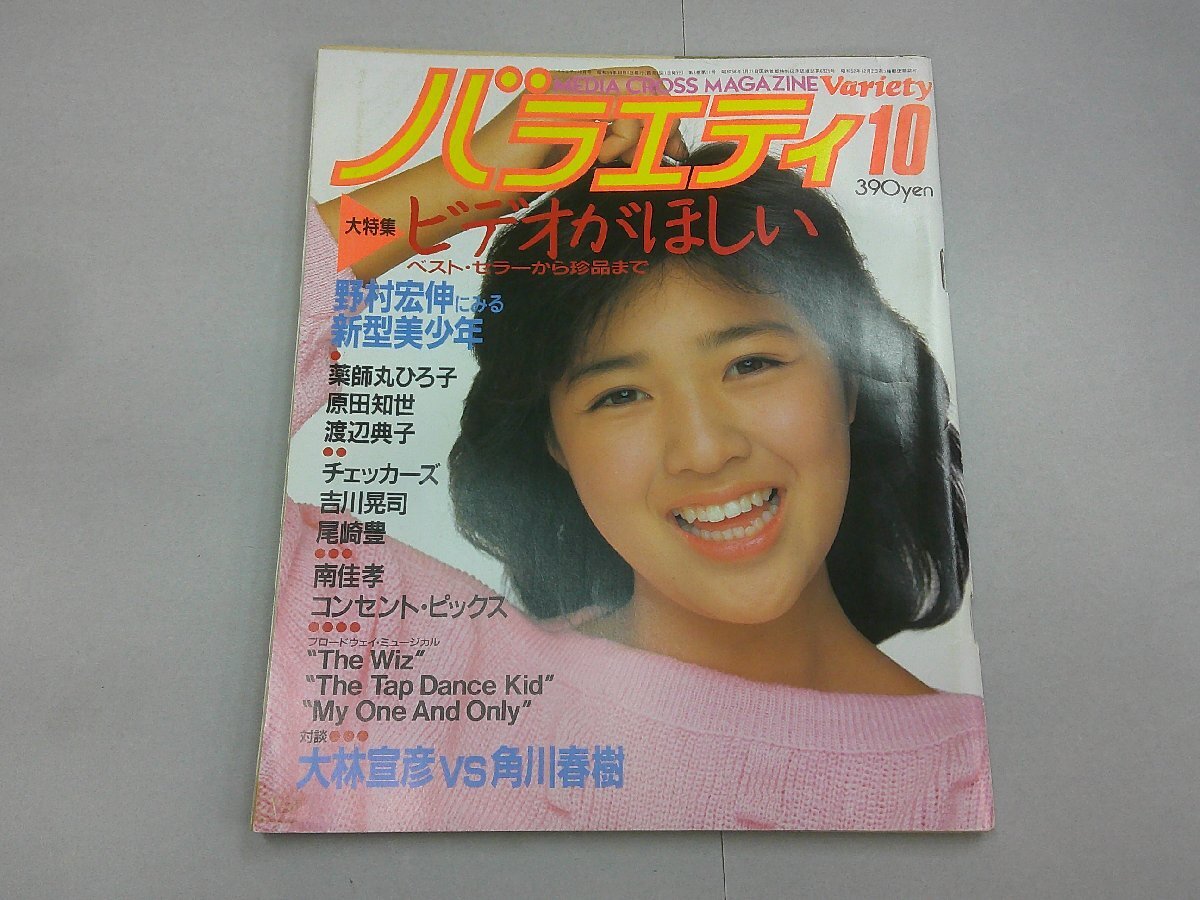 MEDIA CROSS MAGAZINE Variety
バラエティ10
390yen
大特集
ビデオがほしい
ベスト・セラーから珍品まで
野村宏伸にみる
新型美少年
薬師丸ひろ子
原田知世
渡辺典子
チェッカーズ
吉川晃司
尾崎豊
南佳孝
コンセント・ピックス
ブロードウェイ・ミュージカル
"The Wiz"
"The Tap Dance Kid"
"My One And Only"
対談
大林宣彦VS角川春樹